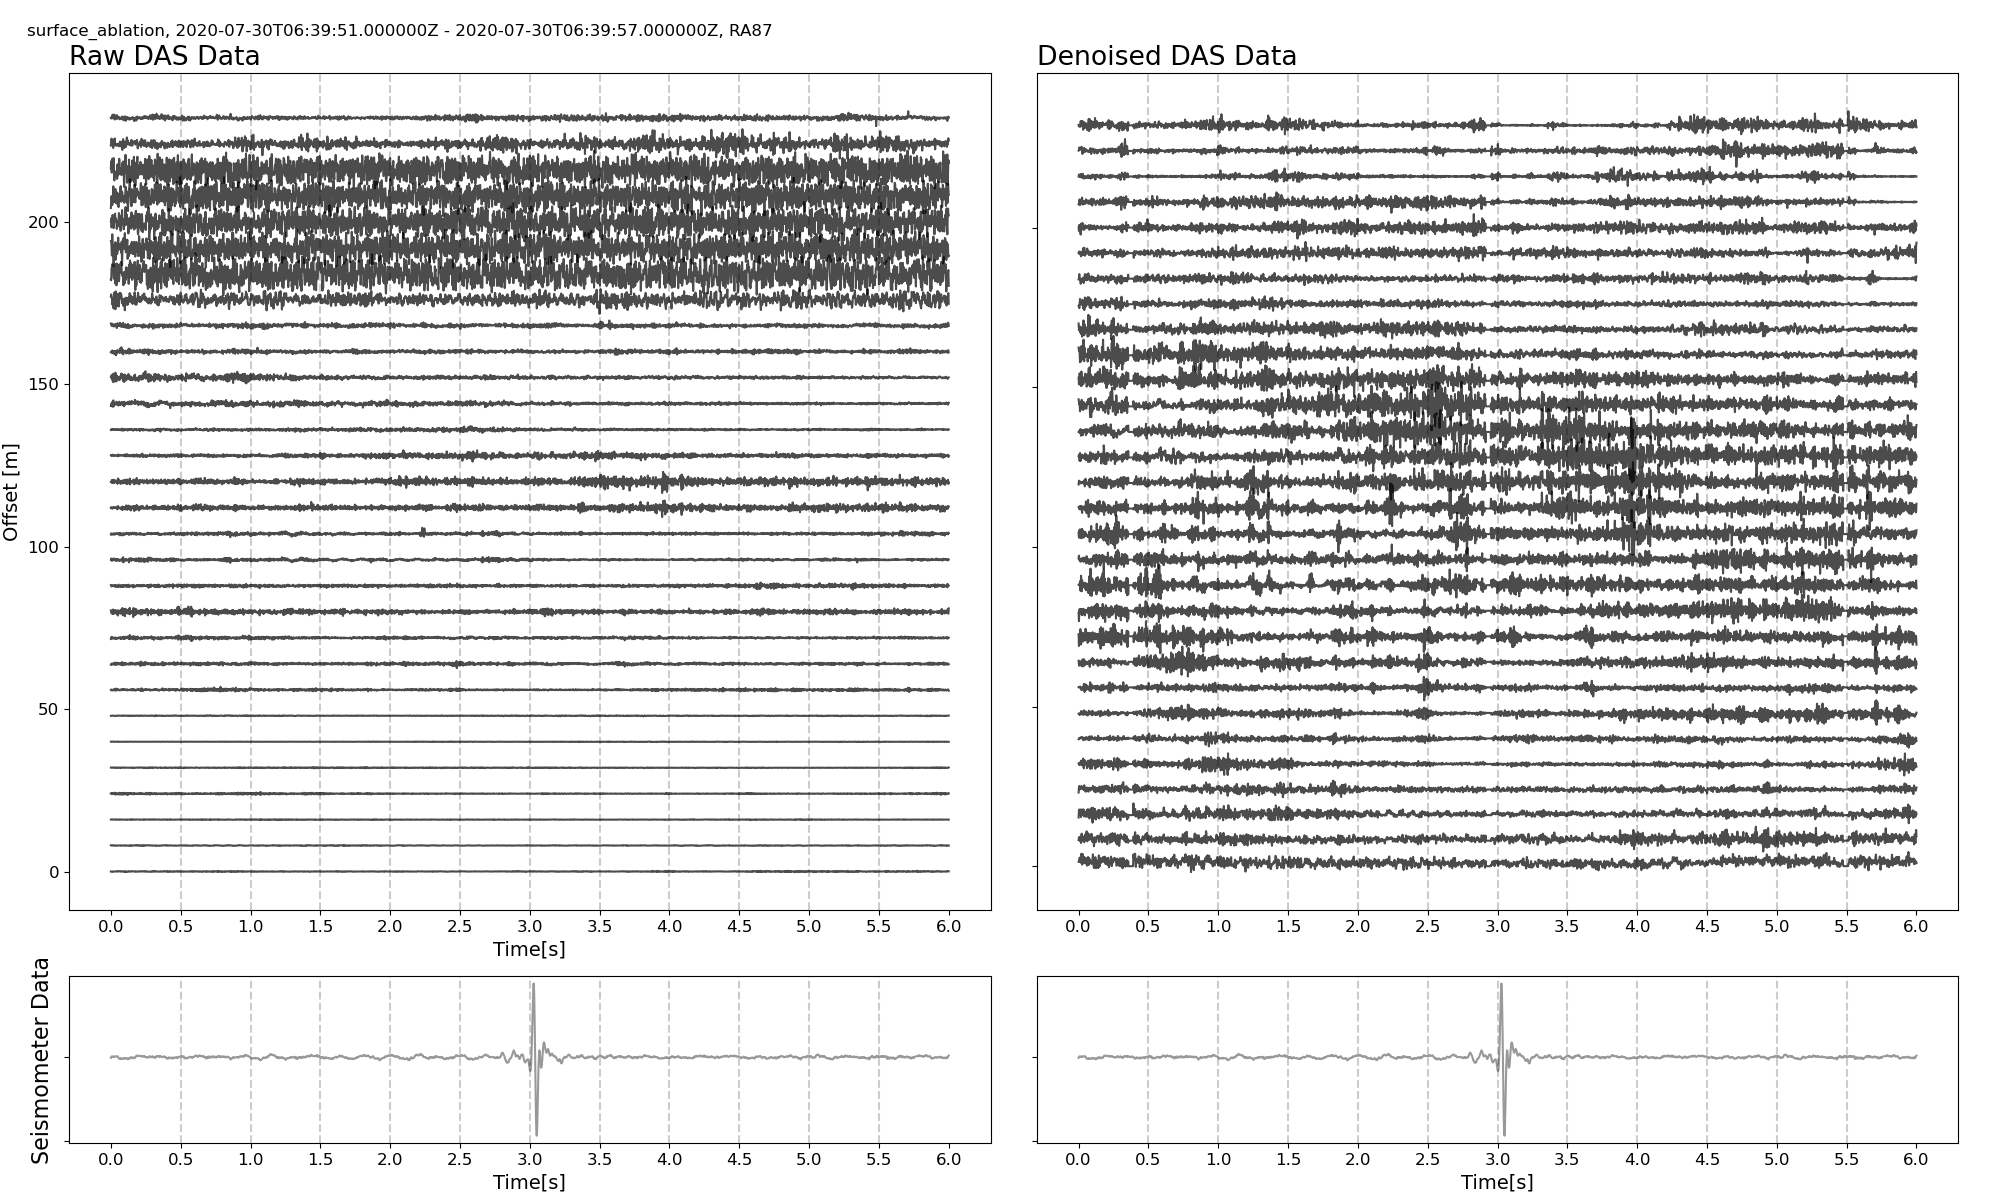 surface_ablation, 2020-07-30T06:39:51.000000Z - 2020-07-30T06:39:57.000000Z, RA87
Raw DAS Data
Denoised DAS Data
Offset [m]
200
150
100
50
0
0.0 0.5 1.0 1.5 2.0 2.5 3.0 3.5 4.0 4.5 5.0 5.5 6.0
Time[s]
0.0 0.5 1.0 1.5 2.0 2.5 3.0 3.5 4.0 4.5 5.0 5.5 6.0
Seismometer Data
0.0 0.5 1.0 1.5 2.0 2.5 3.0 3.5 4.0 4.5 5.0 5.5 6.0
Time[s]
0.0 0.5 1.0 1.5 2.0 2.5 3.0 3.5 4.0 4.5 5.0 5.5 6.0
Time[s]